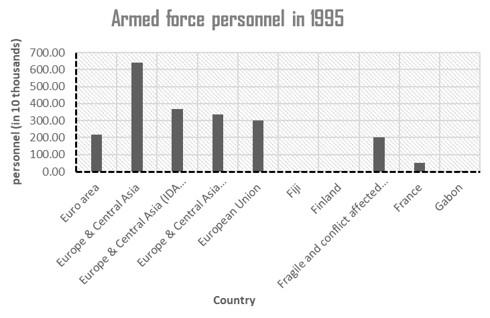 Armed force personnel in 1995
personnel (in 10 thousands)
700.00
600.00
500.00
400.00
300.00
200.00
100.00
0.00
Euro area
Europe & Central Asia
Europe & Central Asia (IDA...
Europe & Central Asia...
European Union
Fiji
Finland
Fragile and conflict affected...
France
Gabon
Country